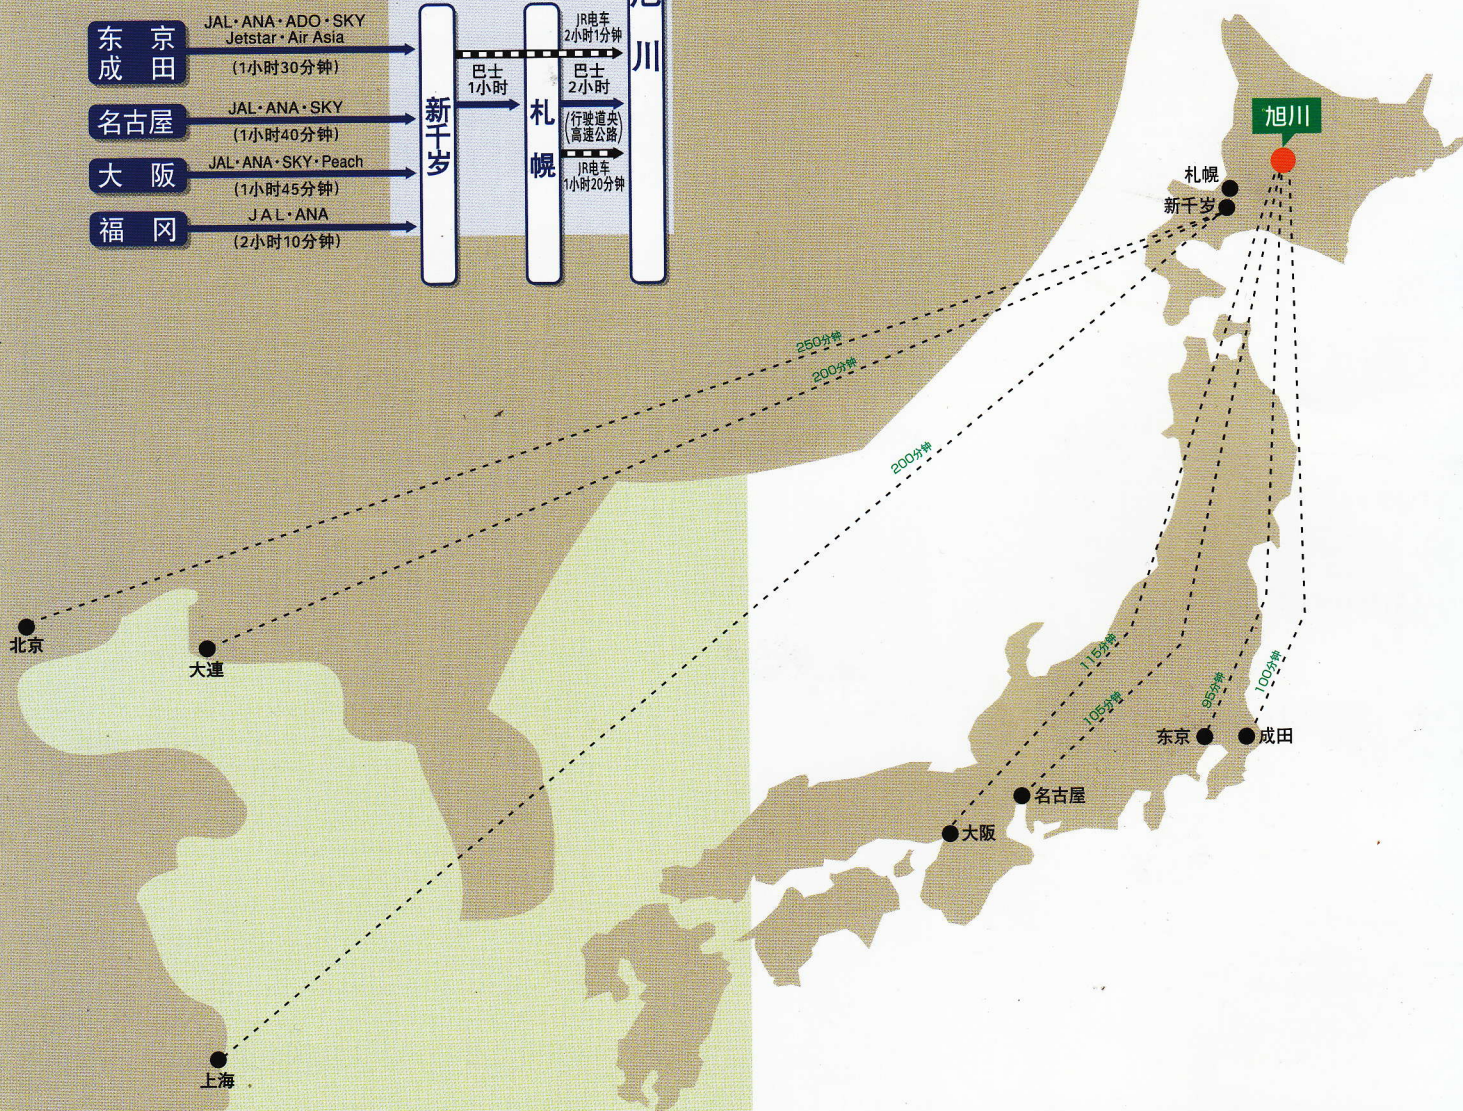 东京
成田
JAL・ANA・ADO・SKY
Jetstar・Air Asia
(1小时30分钟)
名古屋
JAL・ANA・SKY
(1小时40分钟)
大阪
JAL・ANA・SKY・Peach
(1小时45分钟)
福冈
JAL・ANA
(2小时10分钟)
新千岁
巴士
1小时
札幌
JR电车
2小时1分钟
巴士
2小时
(行驶道央
高速公路)
JR电车
1小时20分钟
川
旭川
札幌
新千岁
250分钟
200分钟
200分钟
北京
大連
上海
115分钟
105分钟
95分钟
100分钟
东京
成田
名古屋
大阪